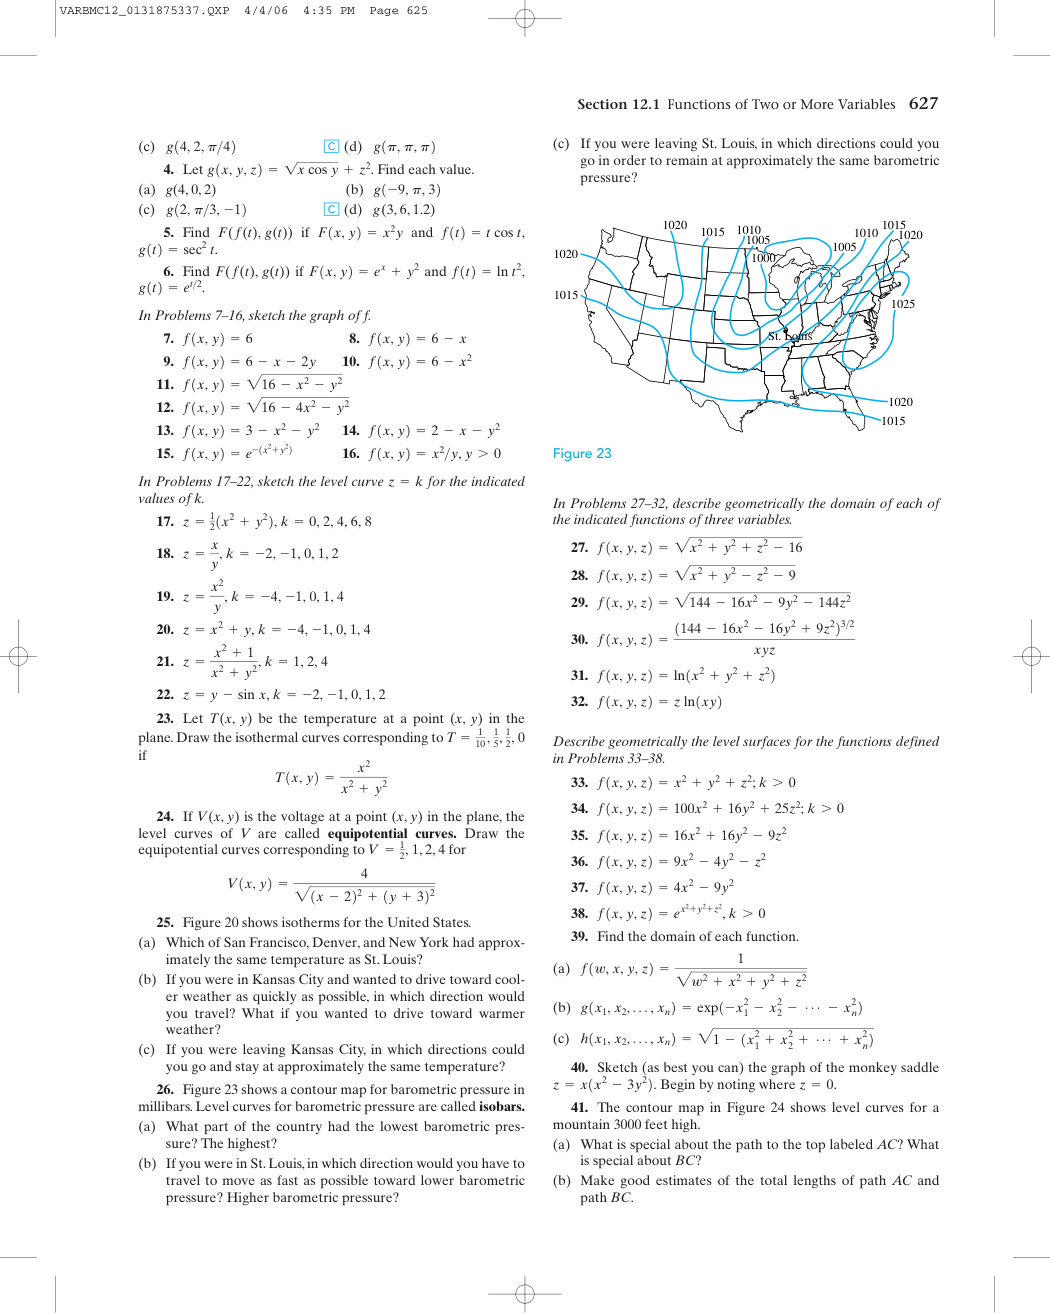 VARBMC12_0131875337.QXP 4/4/06 4:35 PM Page 625
Section 12.1 Functions of Two or More Variables 627
(c) g(4, 2, π/4) C (d) g(π, π, π)
4. Let g(x, y, z) = √(x cos y) + z². Find each value.
(a) g(4, 0, 2) (b) g(−9, π, 3)
(c) g(2, π/3, −1) C (d) g(3, 6, 1.2)
5. Find F(f(t), g(t)) if F(x, y) = x²y and f(t) = t cos t,
g(t) = sec² t.
6. Find F(f(t), g(t)) if F(x, y) = eˣ + y² and f(t) = ln t²,
g(t) = e^(t/2).
In Problems 7–16, sketch the graph of f.
7. f(x, y) = 6 8. f(x, y) = 6 − x
9. f(x, y) = 6 − x − 2y 10. f(x, y) = 6 − x²
11. f(x, y) = √(16 − x² − y²)
12. f(x, y) = √(16 − 4x² − y²)
13. f(x, y) = 3 − x² − y² 14. f(x, y) = 2 − x − y²
15. f(x, y) = e^(−(x²+y²)) 16. f(x, y) = x²/y, y > 0
In Problems 17–22, sketch the level curve z = k for the indicated
values of k.
17. z = ½(x² + y²), k = 0, 2, 4, 6, 8
18. z = x/y, k = −2, −1, 0, 1, 2
19. z = x²/y, k = −4, −1, 0, 1, 4
20. z = x² + y, k = −4, −1, 0, 1, 4
21. z = (x² + 1)/(x² + y²), k = 1, 2, 4
22. z = y − sin x, k = −2, −1, 0, 1, 2
23. Let T(x, y) be the temperature at a point (x, y) in the
plane. Draw the isothermal curves corresponding to T = 1/10, 1/5, 1/2, 0
if
T(x, y) = x²/(x² + y²)
24. If V(x, y) is the voltage at a point (x, y) in the plane, the
level curves of V are called equipotential curves. Draw the
equipotential curves corresponding to V = ½, 1, 2, 4 for
V(x, y) = 4/√((x − 2)² + (y + 3)²)
25. Figure 20 shows isotherms for the United States.
(a) Which of San Francisco, Denver, and New York had approx-
imately the same temperature as St. Louis?
(b) If you were in Kansas City and wanted to drive toward cool-
er weather as quickly as possible, in which direction would
you travel? What if you wanted to drive toward warmer
weather?
(c) If you were leaving Kansas City, in which directions could
you go and stay at approximately the same temperature?
26. Figure 23 shows a contour map for barometric pressure in
millibars. Level curves for barometric pressure are called isobars.
(a) What part of the country had the lowest barometric pres-
sure? The highest?
(b) If you were in St. Louis, in which direction would you have to
travel to move as fast as possible toward lower barometric
pressure? Higher barometric pressure?
(c) If you were leaving St. Louis, in which directions could you
go in order to remain at approximately the same barometric
pressure?
1020 1015 1010 1005 1000 1005 1010 1015 1020
1020
1015
1025
St. Louis
1020
1015
Figure 23
In Problems 27–32, describe geometrically the domain of each of
the indicated functions of three variables.
27. f(x, y, z) = √(x² + y² + z² − 16)
28. f(x, y, z) = √(x² + y² − z² − 9)
29. f(x, y, z) = √(144 − 16x² − 9y² − 144z²)
30. f(x, y, z) = (144 − 16x² − 16y² + 9z²)^(3/2)/xyz
31. f(x, y, z) = ln(x² + y² + z²)
32. f(x, y, z) = z ln(xy)
Describe geometrically the level surfaces for the functions defined
in Problems 33–38.
33. f(x, y, z) = x² + y² + z²; k > 0
34. f(x, y, z) = 100x² + 16y² + 25z²; k > 0
35. f(x, y, z) = 16x² + 16y² − 9z²
36. f(x, y, z) = 9x² − 4y² − z²
37. f(x, y, z) = 4x² − 9y²
38. f(x, y, z) = e^(x²+y²+z²), k > 0
39. Find the domain of each function.
(a) f(w, x, y, z) = 1/√(w² + x² + y² + z²)
(b) g(x₁, x₂, . . . , xₙ) = exp(−x₁² − x₂² − ··· − xₙ²)
(c) h(x₁, x₂, . . . , xₙ) = √(1 − (x₁² + x₂² + ··· + xₙ²))
40. Sketch (as best you can) the graph of the monkey saddle
z = x(x² − 3y²). Begin by noting where z = 0.
41. The contour map in Figure 24 shows level curves for a
mountain 3000 feet high.
(a) What is special about the path to the top labeled AC? What
is special about BC?
(b) Make good estimates of the total lengths of path AC and
path BC.